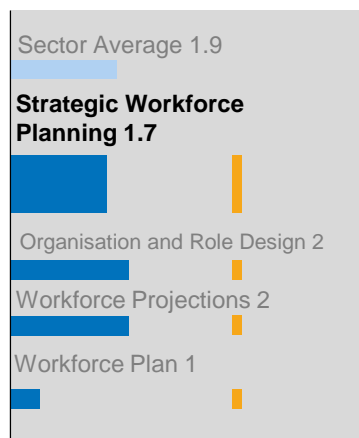 Sector Average 1.9
Strategic Workforce
Planning 1.7
Organisation and Role Design 2
Workforce Projections 2
Workforce Plan 1